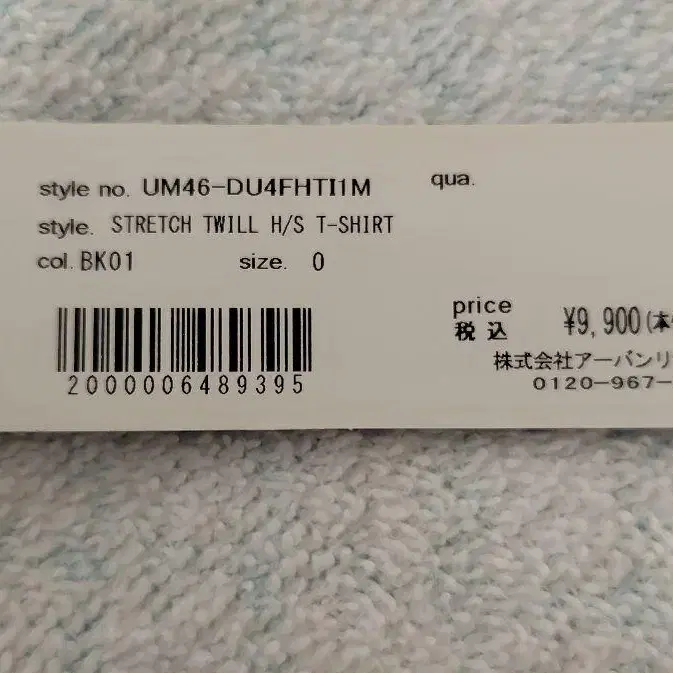 style no. UM46-DU4FHTI1M
qua.
style. STRETCH TWILL H/S T-SHIRT
col. BK01 size. 0
2000006489395
price
税込 ¥9,900(本
株式会社アーバンリ
0120-967-